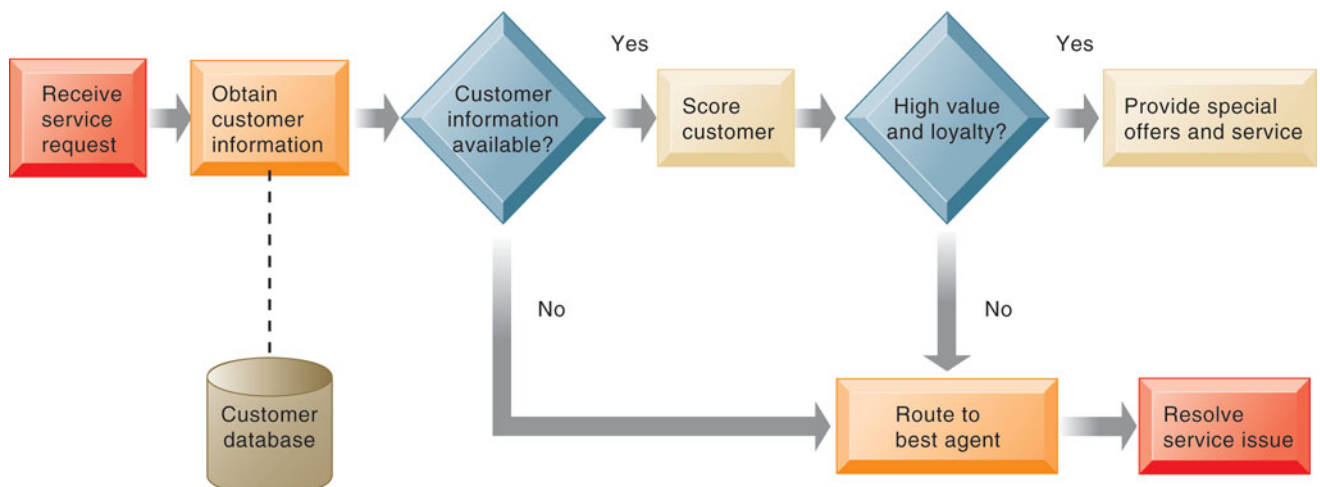 Receive
service
request
Obtain
customer
information
Customer
information
available?
Yes
Score
customer
High value
and loyalty?
Yes
Provide special
offers and service
No
No
Customer
database
Route to
best agent
Resolve
service issue